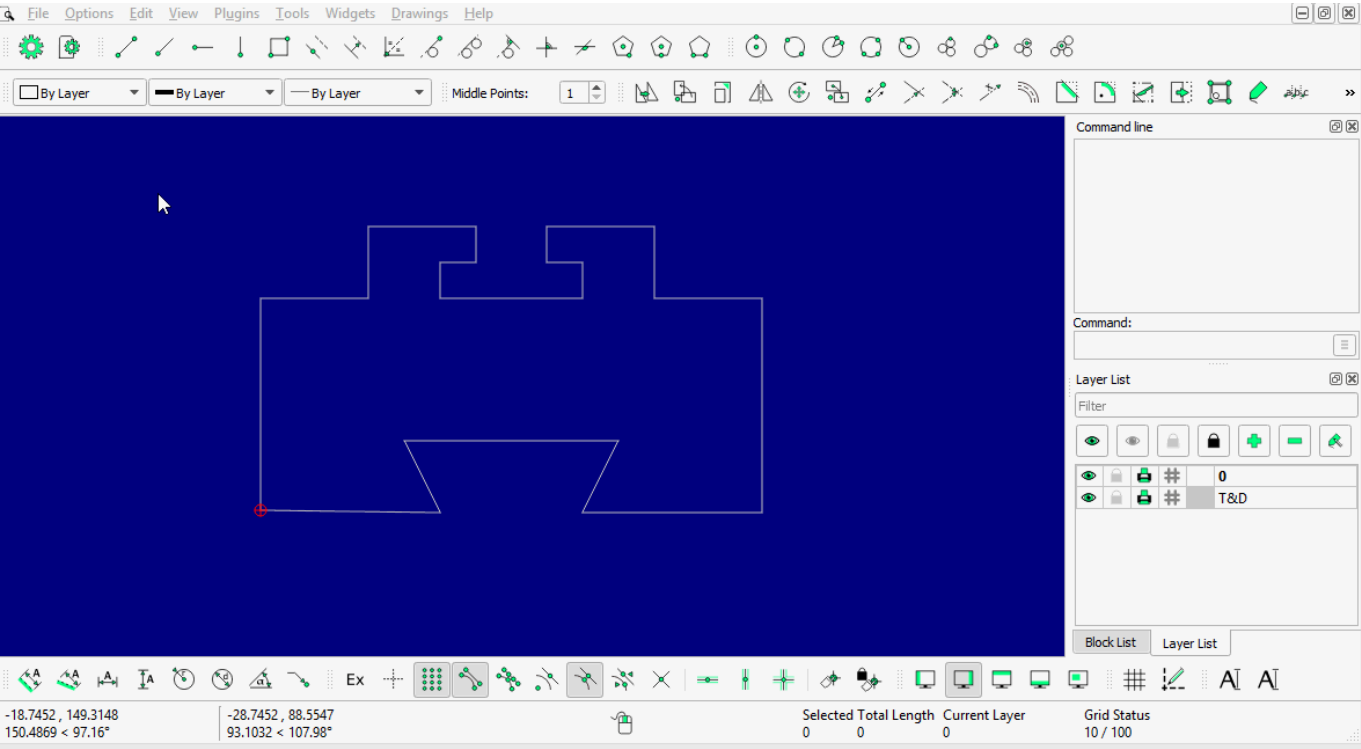 File Options Edit View Plugins Tools Widgets Drawings Help
By Layer By Layer By Layer Middle Points: 1 »
Command line
Command:
Layer List
Filter
0
T&D
Block List Layer List
Ex
-18.7452 , 149.3148 -28.7452 , 88.5547 Selected Total Length Current Layer Grid Status
150.4869 < 97.16° 93.1032 < 107.98° 0 0 0 10 / 100